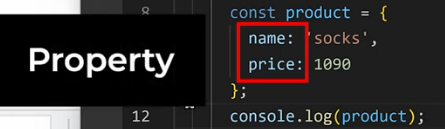 8
const product = {
Property
name: 'socks',
price: 1090
};
12
console.log(product);